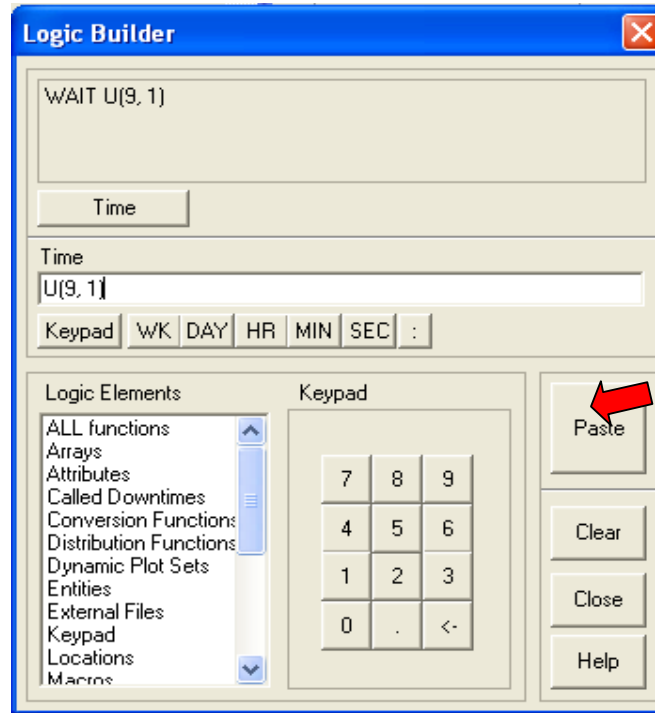 Logic Builder
WAIT U(9, 1)
Time
Time
U(9, 1)
Keypad WK DAY HR MIN SEC :
Logic Elements
ALL functions
Arrays
Attributes
Called Downtimes
Conversion Functions
Distribution Functions
Dynamic Plot Sets
Entities
External Files
Keypad
Locations
Macros
Keypad
7 8 9
4 5 6
1 2 3
0 . <-
Paste
Clear
Close
Help